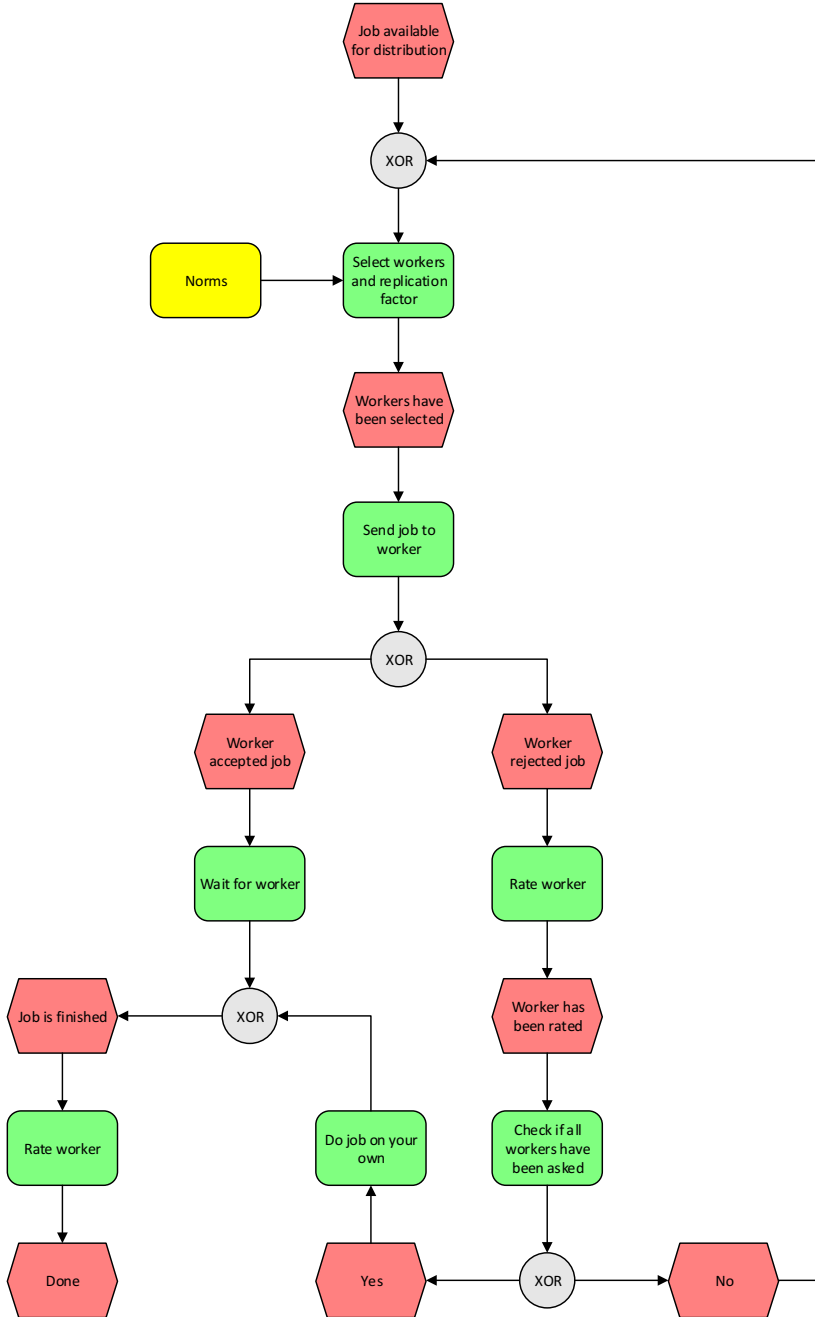 Job available
for distribution
XOR
Norms
Select workers
and replication
factor
Workers have
been selected
Send job to
worker
XOR
Worker
accepted job
Worker
rejected job
Wait for worker
Rate worker
Job is finished
XOR
Worker has
been rated
Rate worker
Do job on your
own
Check if all
workers have
been asked
Done
Yes
XOR
No